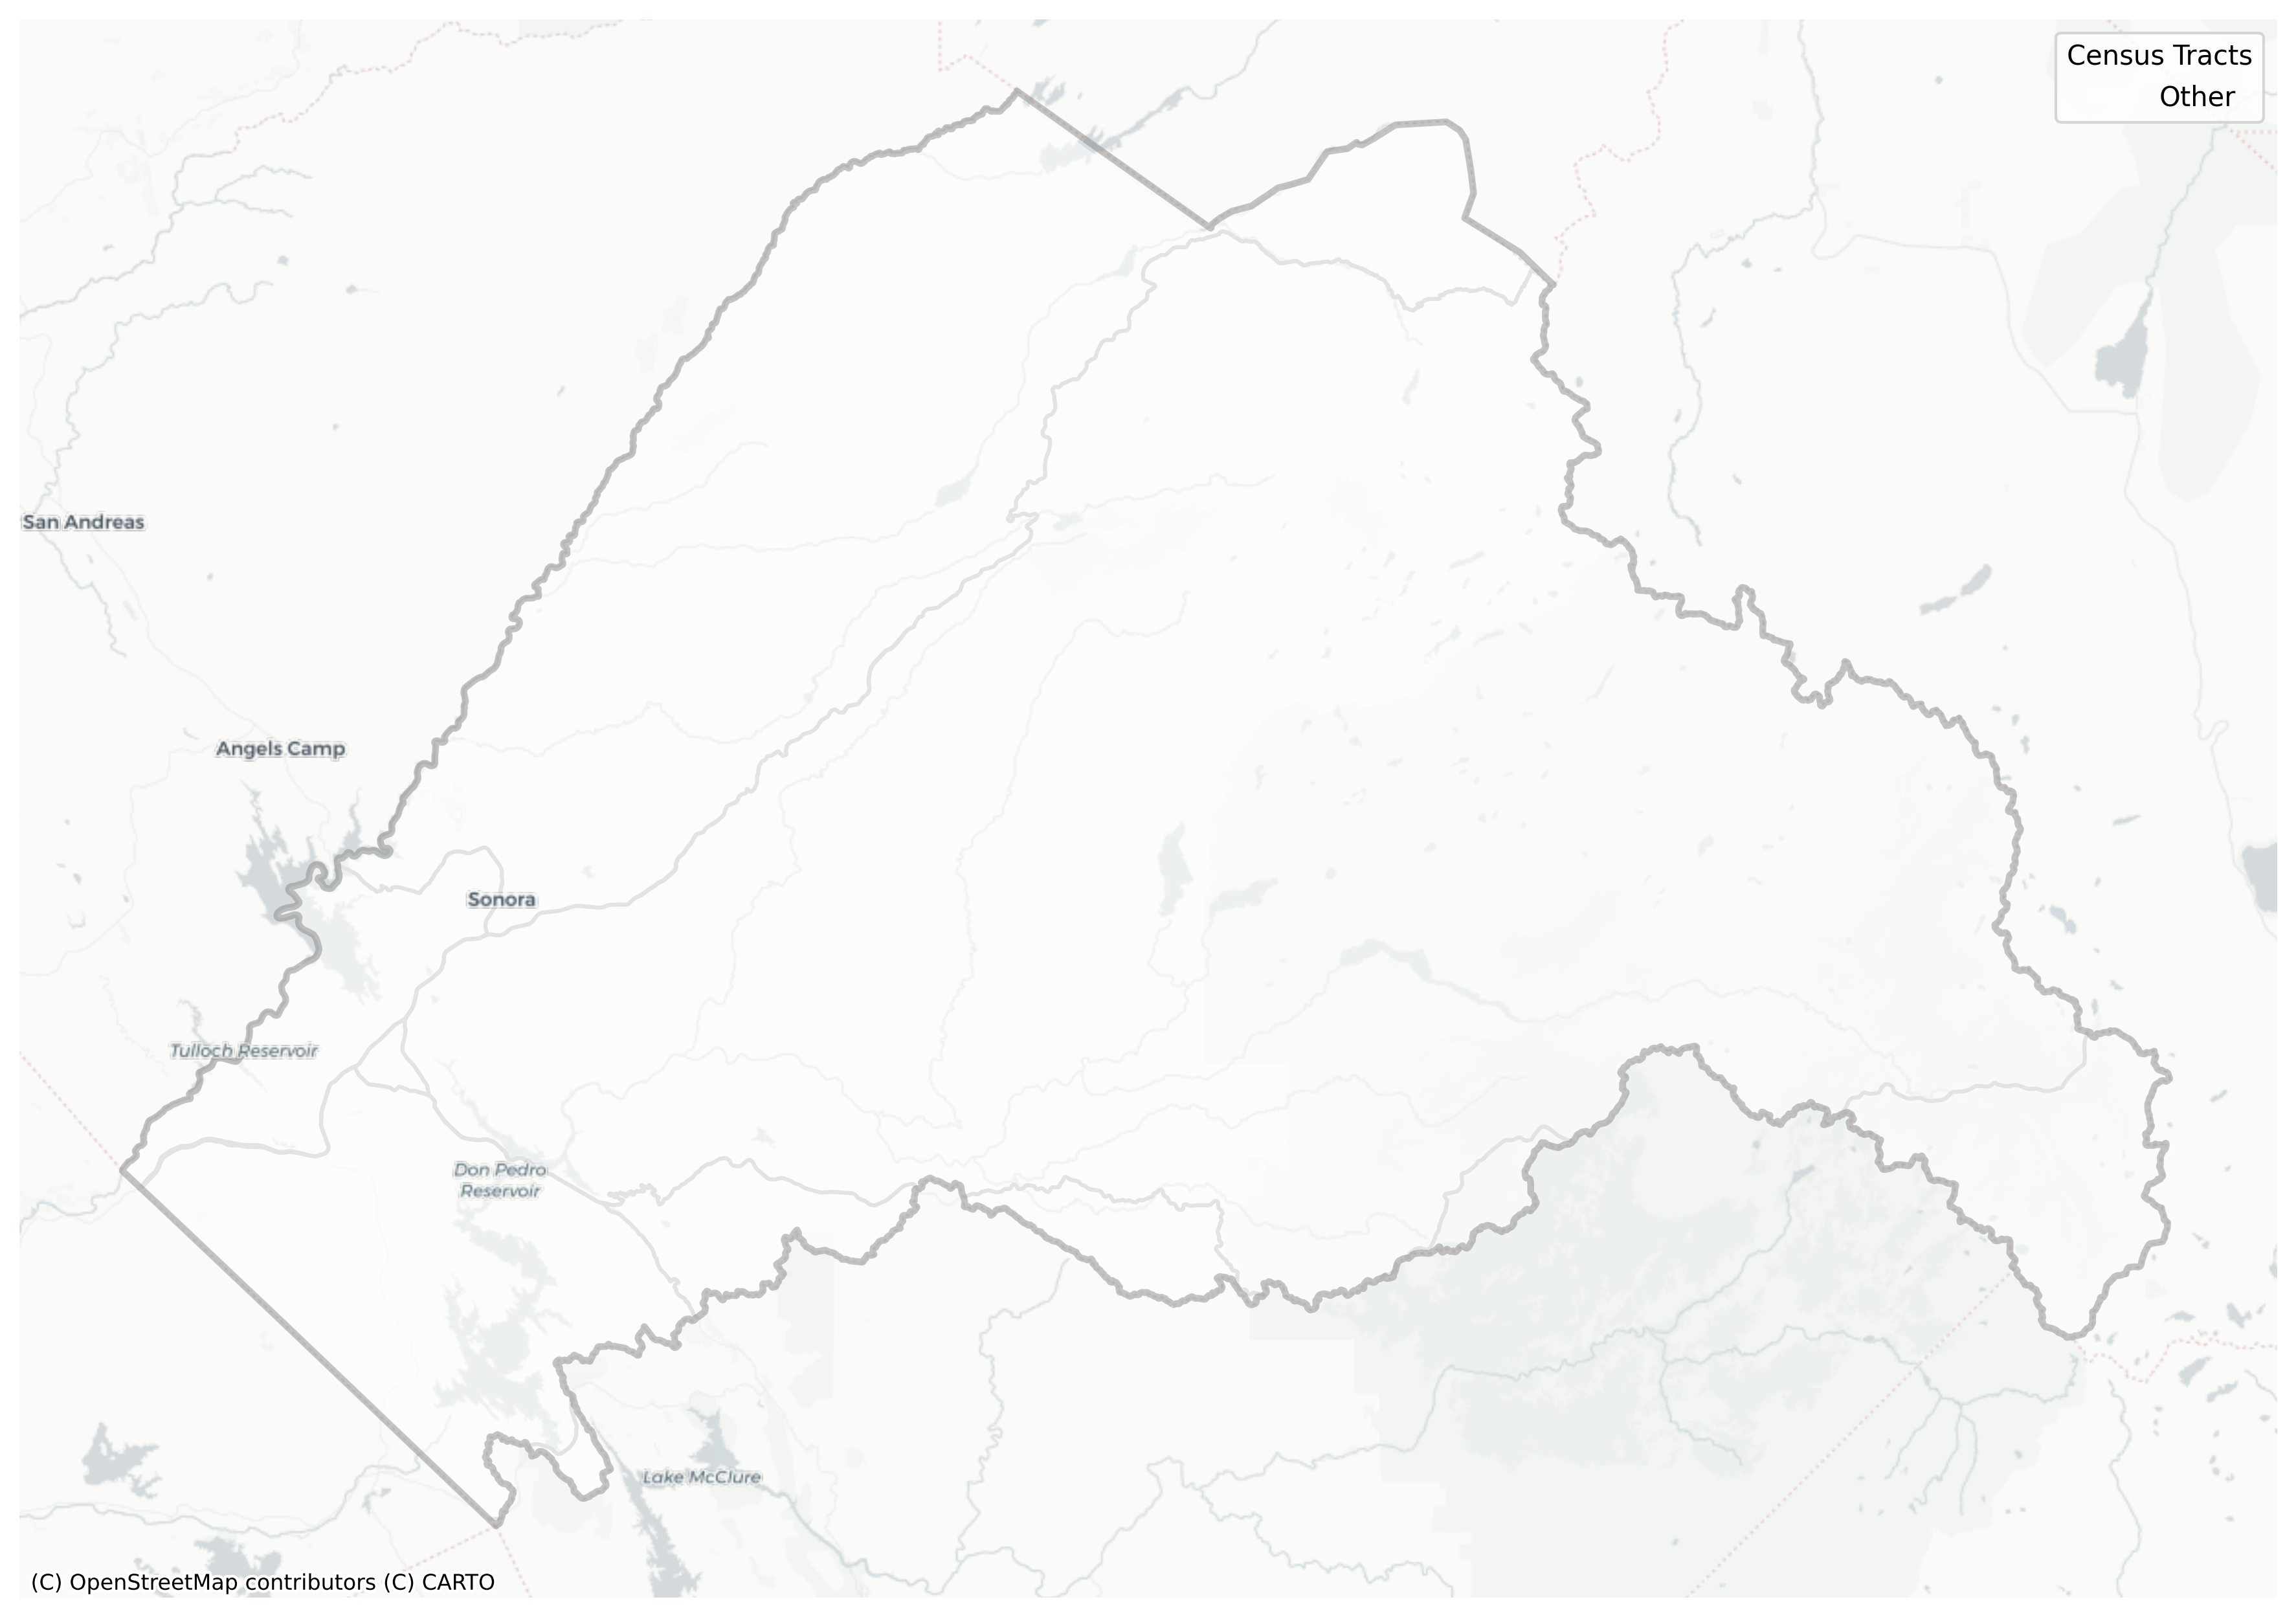 Census Tracts
Other
San Andreas
Angels Camp
Sonora
Tulloch Reservoir
Don Pedro
Reservoir
Lake McClure
(C) OpenStreetMap contributors (C) CARTO